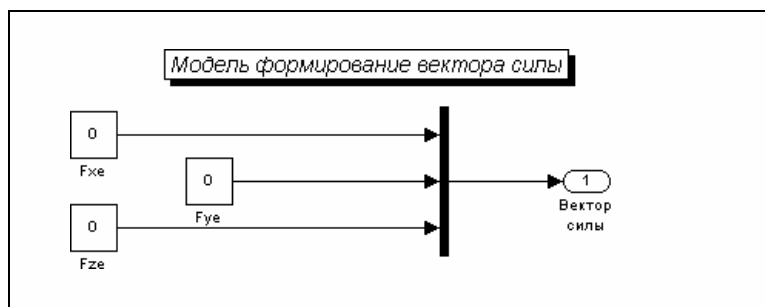 Модель формирование вектора силы
0
Fxe
0
Fye
0
Fze
1
Вектор
силы